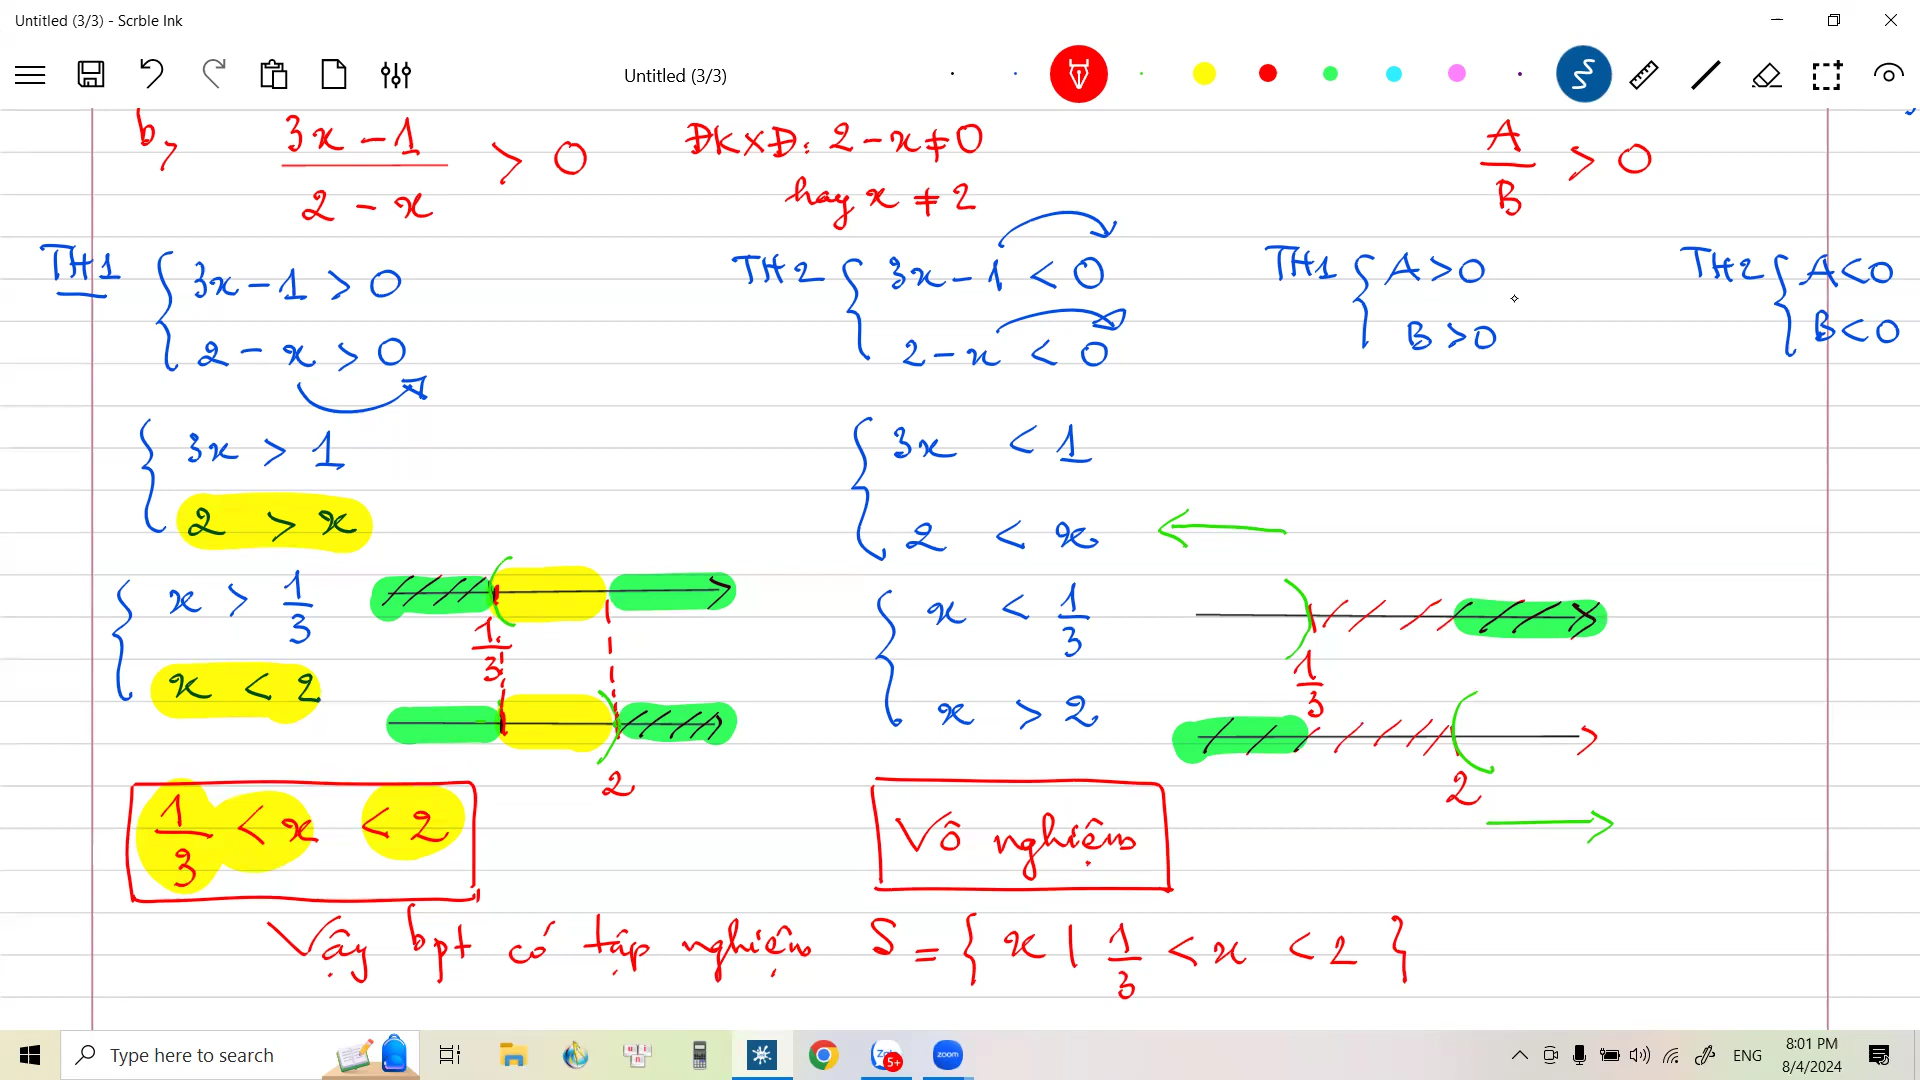 Untitled (3/3) - Scrble Ink
Untitled (3/3)
b, (3x - 1)/(2 - x) > 0 ĐKXĐ: 2 - x ≠ 0 A/B > 0
hay x ≠ 2
TH1 { 3x - 1 > 0 TH2 { 3x - 1 < 0 TH1 { A > 0 TH2 { A < 0
2 - x > 0 2 - x < 0 B > 0 B < 0
{ 3x > 1 { 3x < 1
2 > x 2 < x
{ x > 1/3 1/3 { x < 1/3 1/3
x < 2 2 x > 2 2
1/3 < x < 2 Vô nghiệm
Vậy bpt có tập nghiệm S = { x | 1/3 < x < 2 }
Type here to search
5+
zoom
ENG
8:01 PM
8/4/2024